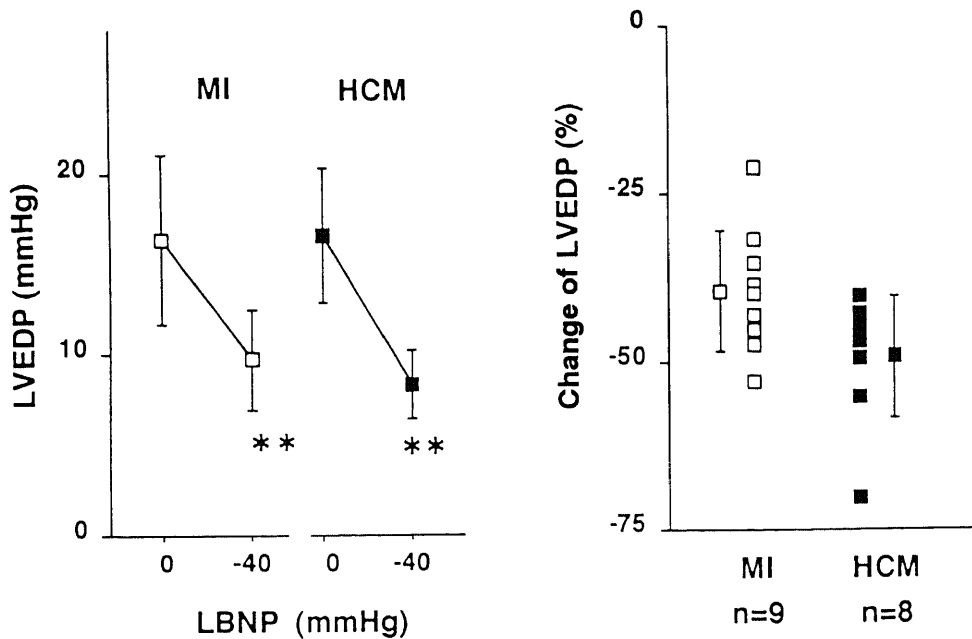 MI HCM
LVEDP (mmHg)
20
10
0
** **
0 -40 0 -40
LBNP (mmHg)
Change of LVEDP (%)
0
-25
-50
-75
MI HCM
n=9 n=8